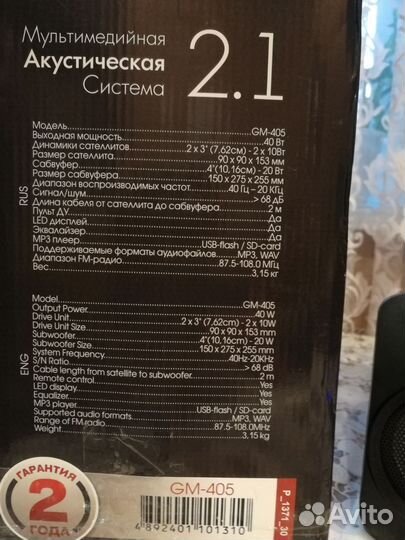 Мультимедийная
Акустическая
Система
2.1
RUS
Модель GM-405
Выходная мощность 40 Вт
Динамики сателлитов 2 x 3" (7,62cm) - 2 x 10Вт
Размер сателлита 90 x 90 x 153 мм
Сабвуфер 4"(10,16cm) - 20 Вт
Размер сабвуфера 150 x 275 x 255 мм
Диапазон воспроизводимых частот 40 Гц – 20 КГц
Сигнал/шум > 68 дБ
Длина кабеля от сателлита до сабвуфера 2 м
Пульт ДУ Да
LED дисплей Да
Эквалайзер Да
MP3 плеер USB-flash / SD-card
Поддерживаемые форматы аудиофайлов MP3, WAV
Диапазон FM-радио 87.5-108.0 МГц
Вес 3,15 кг
ENG
Model GM-405
Output Power 40 W
Drive Unit 2 x 3" (7,62cm) - 2 x 10W
Drive Unit Size 90 x 90 x 153 mm
Subwoofer 4"(10,16cm) - 20 W
Subwoofer Size 150 x 275 x 255 mm
System Frequency 40Hz-20KHz
S/N Ratio > 68 dB
Cable length from satellite to subwoofer 2 m
Remote control Yes
LED display Yes
Equalizer Yes
MP3 player USB-flash / SD-card
Supported audio formats MP3, WAV
Range of FM-radio 87.5-108.0MHz
Weight 3,15 kg
ГАРАНТИЯ
2
ГОДА
GM-405
4 892401 101310
P_1371_30
Avito